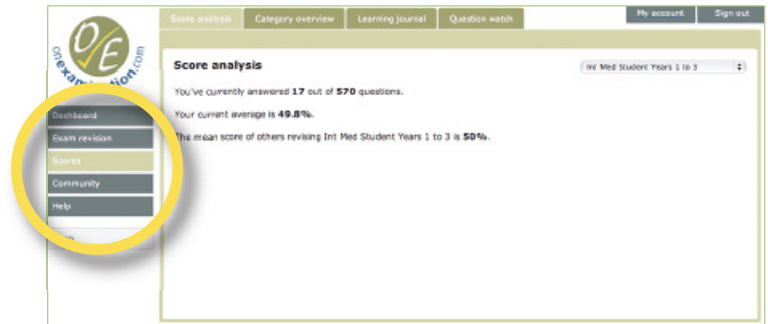 Score analysis Category overview Learning journal Question watch My account Sign out
OE
onexamination.com
Score analysis
Int Med Student Years 1 to 3
You've currently answered 17 out of 570 questions.
Your current average is 49.8%.
The mean score of others revising Int Med Student Years 1 to 3 is 50%.
Dashboard
Exam revision
Scores
Community
Help